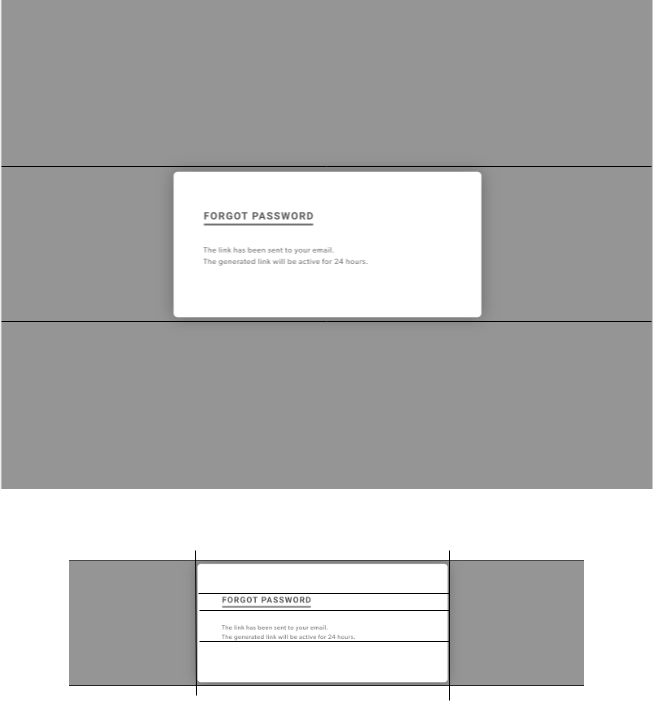 FORGOT PASSWORD
The link has been sent to your email.
The generated link will be active for 24 hours.
FORGOT PASSWORD
The link has been sent to your email.
The generated link will be active for 24 hours.